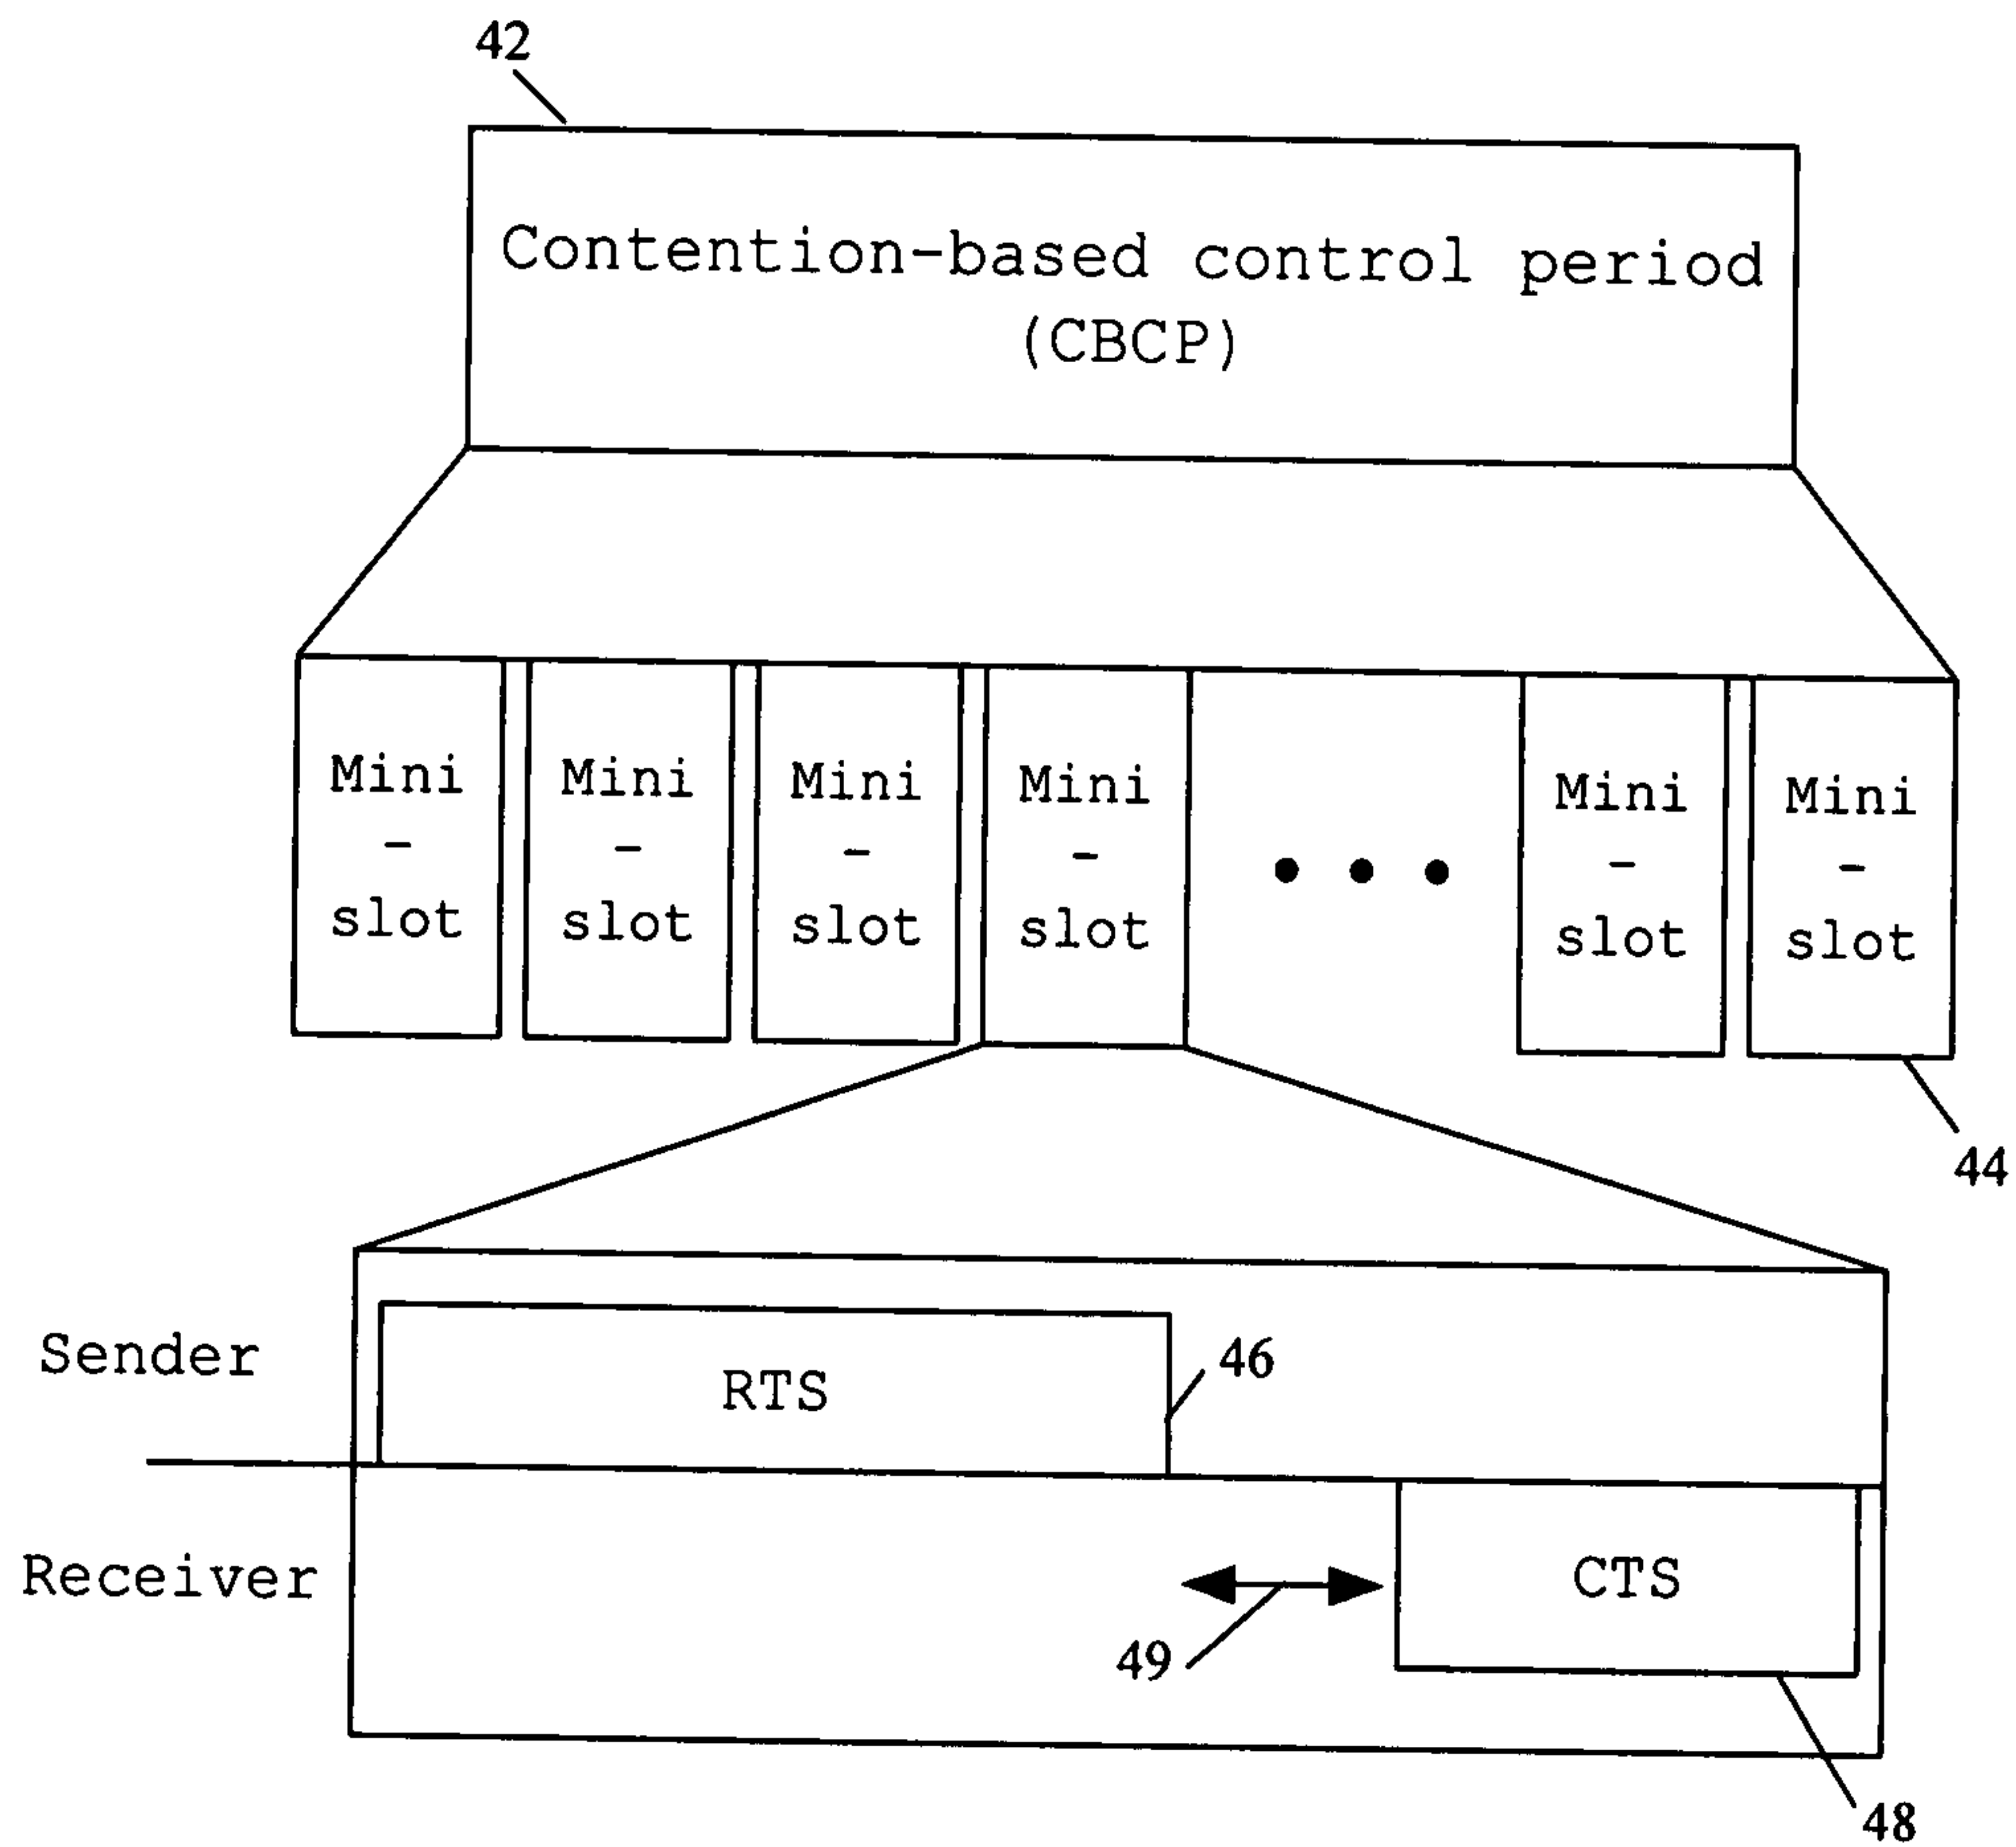 42
Contention-based control period
(CBCP)
Mini
-
slot
Mini
-
slot
Mini
-
slot
Mini
-
slot
Mini
-
slot
Mini
-
slot
44
Sender
RTS
46
Receiver
49
CTS
48